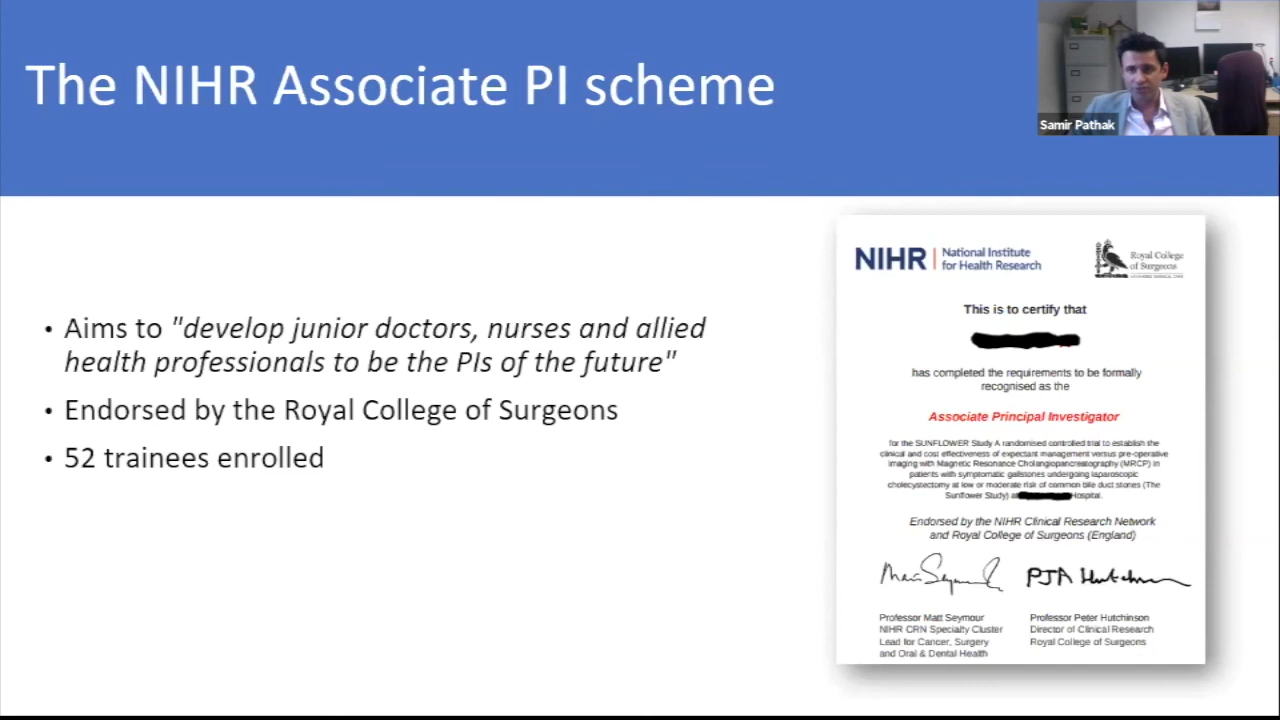 The NIHR Associate PI scheme
Samir Pathak
• Aims to "develop junior doctors, nurses and allied
health professionals to be the PIs of the future"
• Endorsed by the Royal College of Surgeons
• 52 trainees enrolled
NIHR | National Institute
for Health Research
Royal College
of Surgeons
This is to certify that
has completed the requirements to be formally
recognised as the
Associate Principal Investigator
for the SUNFLOWER Study A randomised controlled trial to establish the
clinical and cost effectiveness of expectant management versus pre-operative
imaging with Magnetic Resonance Cholangiopancreatography (MRCP) in
patients with symptomatic gallstones undergoing laparoscopic
cholecystectomy at low or moderate risk of common bile duct stones (The
Sunflower Study) at Hospital.
Endorsed by the NIHR Clinical Research Network
and Royal College of Surgeons (England)
Professor Matt Seymour
NIHR CRN Specialty Cluster
Lead for Cancer, Surgery
and Oral & Dental Health
Professor Peter Hutchinson
Director of Clinical Research
Royal College of Surgeons